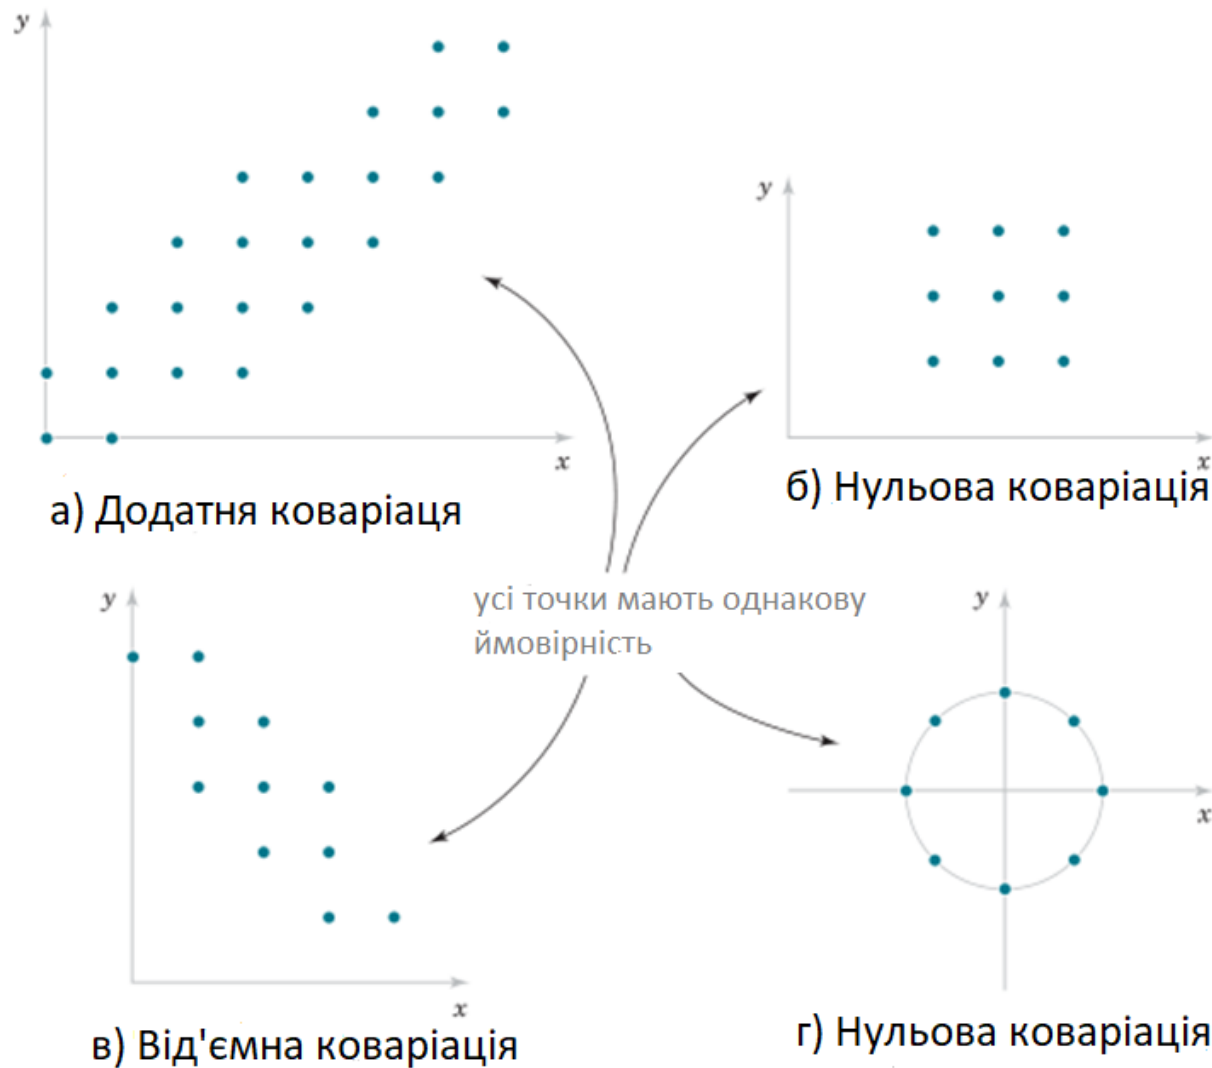 y
x
а) Додатня коваріаця
y
x
б) Нульова коваріація
усі точки мають однакову
ймовірність
y
x
в) Від'ємна коваріація
y
x
г) Нульова коваріація